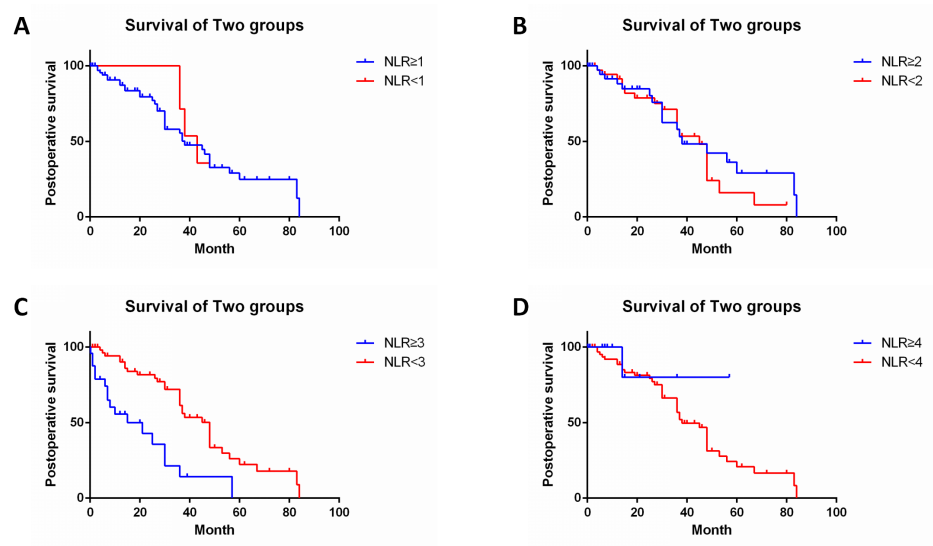 A
Survival of Two groups
Postoperative survival
100
50
0
0 20 40 60 80 100
Month
NLR≥1
NLR<1
B
Survival of Two groups
Postoperative survival
100
50
0
0 20 40 60 80 100
Month
NLR≥2
NLR<2
C
Survival of Two groups
Postoperative survival
100
50
0
0 20 40 60 80 100
Month
NLR≥3
NLR<3
D
Survival of Two groups
Postoperative survival
100
50
0
0 20 40 60 80 100
Month
NLR≥4
NLR<4